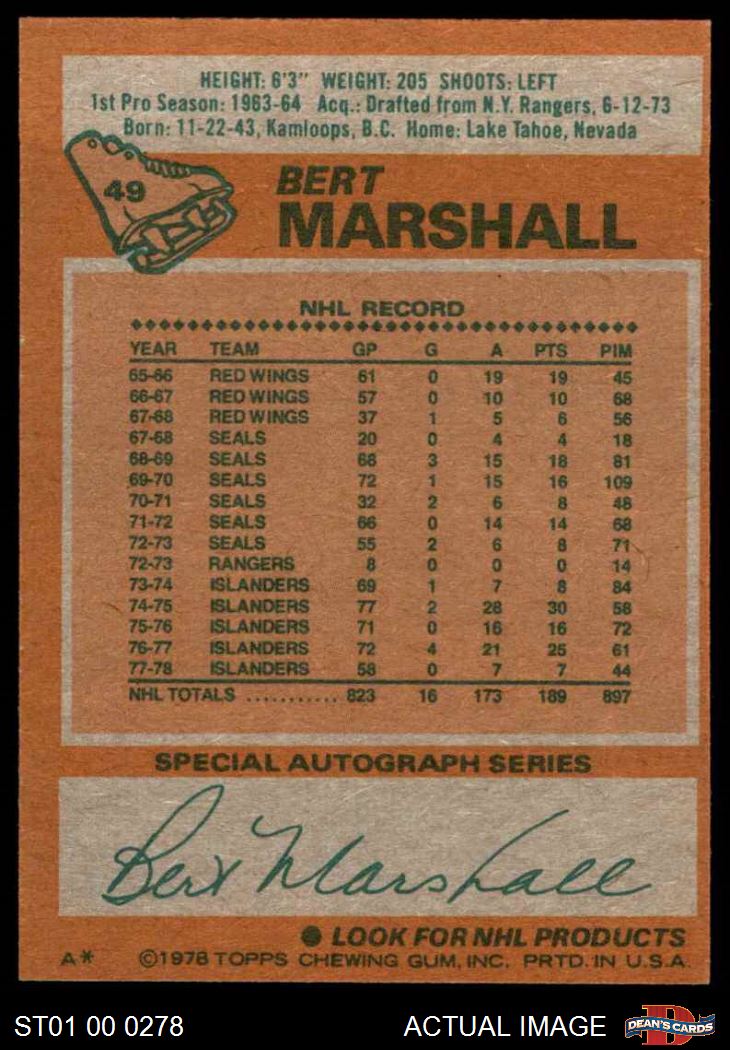 HEIGHT: 6'3" WEIGHT: 205 SHOOTS: LEFT
1st Pro Season: 1963-64 Acq.: Drafted from N.Y. Rangers, 6-12-73
Born: 11-22-43, Kamloops, B.C. Home: Lake Tahoe, Nevada
49
BERT
MARSHALL
NHL RECORD
YEAR TEAM GP G A PTS PIM
65-66 RED WINGS 61 0 19 19 45
66-67 RED WINGS 57 0 10 10 68
67-68 RED WINGS 37 1 5 6 56
67-68 SEALS 20 0 4 4 18
68-69 SEALS 68 3 15 18 81
69-70 SEALS 72 1 15 16 109
70-71 SEALS 32 2 6 8 48
71-72 SEALS 66 0 14 14 68
72-73 SEALS 55 2 6 8 71
72-73 RANGERS 8 0 0 0 14
73-74 ISLANDERS 69 1 7 8 84
74-75 ISLANDERS 77 2 28 30 58
75-76 ISLANDERS 71 0 16 16 72
76-77 ISLANDERS 72 4 21 25 61
77-78 ISLANDERS 58 0 7 7 44
NHL TOTALS ........... 823 16 173 189 897
SPECIAL AUTOGRAPH SERIES
Bert Marshall
● LOOK FOR NHL PRODUCTS
A* ©1978 TOPPS CHEWING GUM, INC. PRTD. IN U.S.A.
ST01 00 0278 ACTUAL IMAGE D DEAN'S CARDS